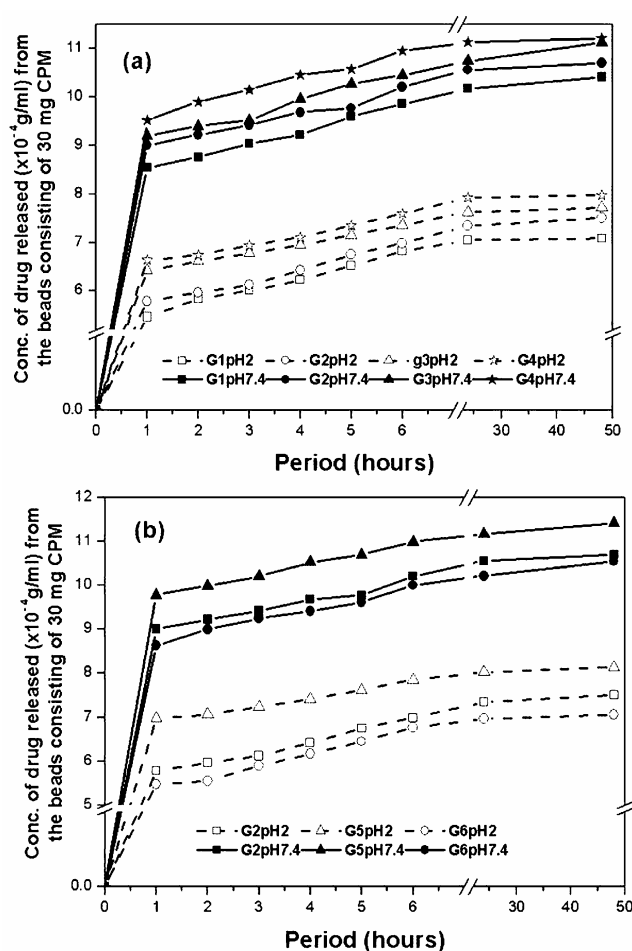 (a)
Conc. of drug released (x10⁻⁴g/ml) from
the beads consisting of 30 mg CPM
11
10
9
8
7
6
0.0
G1pH2 G2pH2 g3pH2 G4pH2
G1pH7.4 G2pH7.4 G3pH7.4 G4pH7.4
0 1 2 3 4 5 6 30 40 50
Period (hours)
(b)
Conc. of drug released (x10⁻⁴g/ml) from
the beads consisting of 30 mg CPM
12
11
10
9
8
7
6
5
0.0
G2pH2 G5pH2 G6pH2
G2pH7.4 G5pH7.4 G6pH7.4
0 1 2 3 4 5 6 30 40 50
Period (hours)